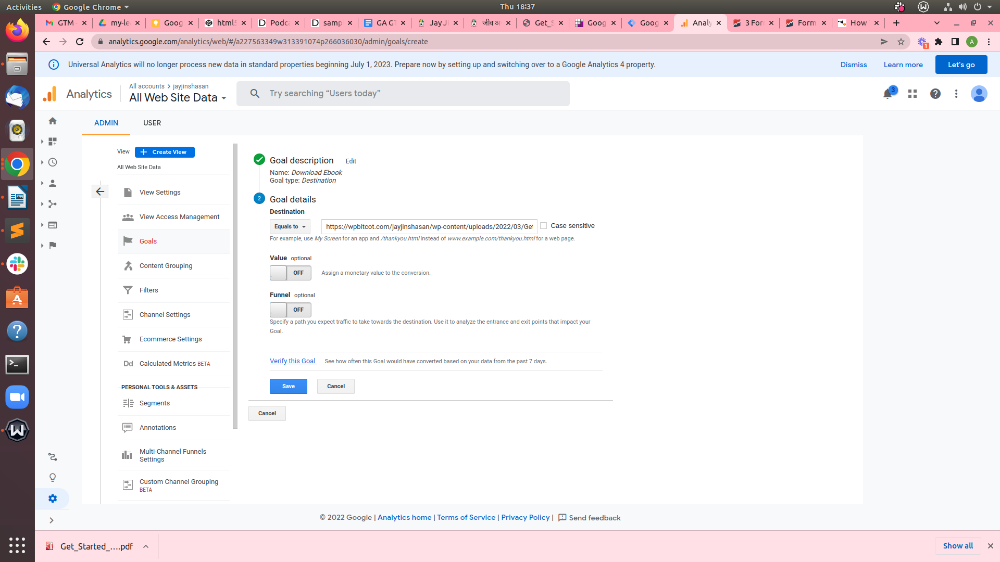 Activities Google Chrome Thu 18:37
GTM - my-le Goog html5 Podca samp GA GT Jay Ji जीव अ Get_S Goog Goog Analy 3 For Form How
analytics.google.com/analytics/web/#/a227563349w313391074p266036030/admin/goals/create A 1
Universal Analytics will no longer process new data in standard properties beginning July 1, 2023. Prepare now by setting up and switching over to a Google Analytics 4 property. Dismiss Learn more Let's go
All accounts > jayjinshasan
Analytics All Web Site Data Try searching “Users today” 3
ADMIN USER
View Create View
All Web Site Data
View Settings
View Access Management
Goals
Content Grouping
Filters
Channel Settings
Ecommerce Settings
Dd Calculated Metrics BETA
PERSONAL TOOLS & ASSETS
Segments
Annotations
Multi-Channel Funnels
Settings
Custom Channel Grouping
BETA
Goal description Edit
Name: Download Ebook
Goal type: Destination
2 Goal details
Destination
Equals to https://wpbitcot.com/jayjinshasan/wp-content/uploads/2022/03/Get Case sensitive
For example, use My Screen for an app and /thankyou.html instead of www.example.com/thankyou.html for a web page.
Value optional
OFF Assign a monetary value to the conversion.
Funnel optional
OFF
Specify a path you expect traffic to take towards the destination. Use it to analyze the entrance and exit points that impact your
Goal.
Verify this Goal See how often this Goal would have converted based on your data from the past 7 days.
Save Cancel
Cancel
© 2022 Google | Analytics home | Terms of Service | Privacy Policy | Send feedback
Get_Started_....pdf Show all